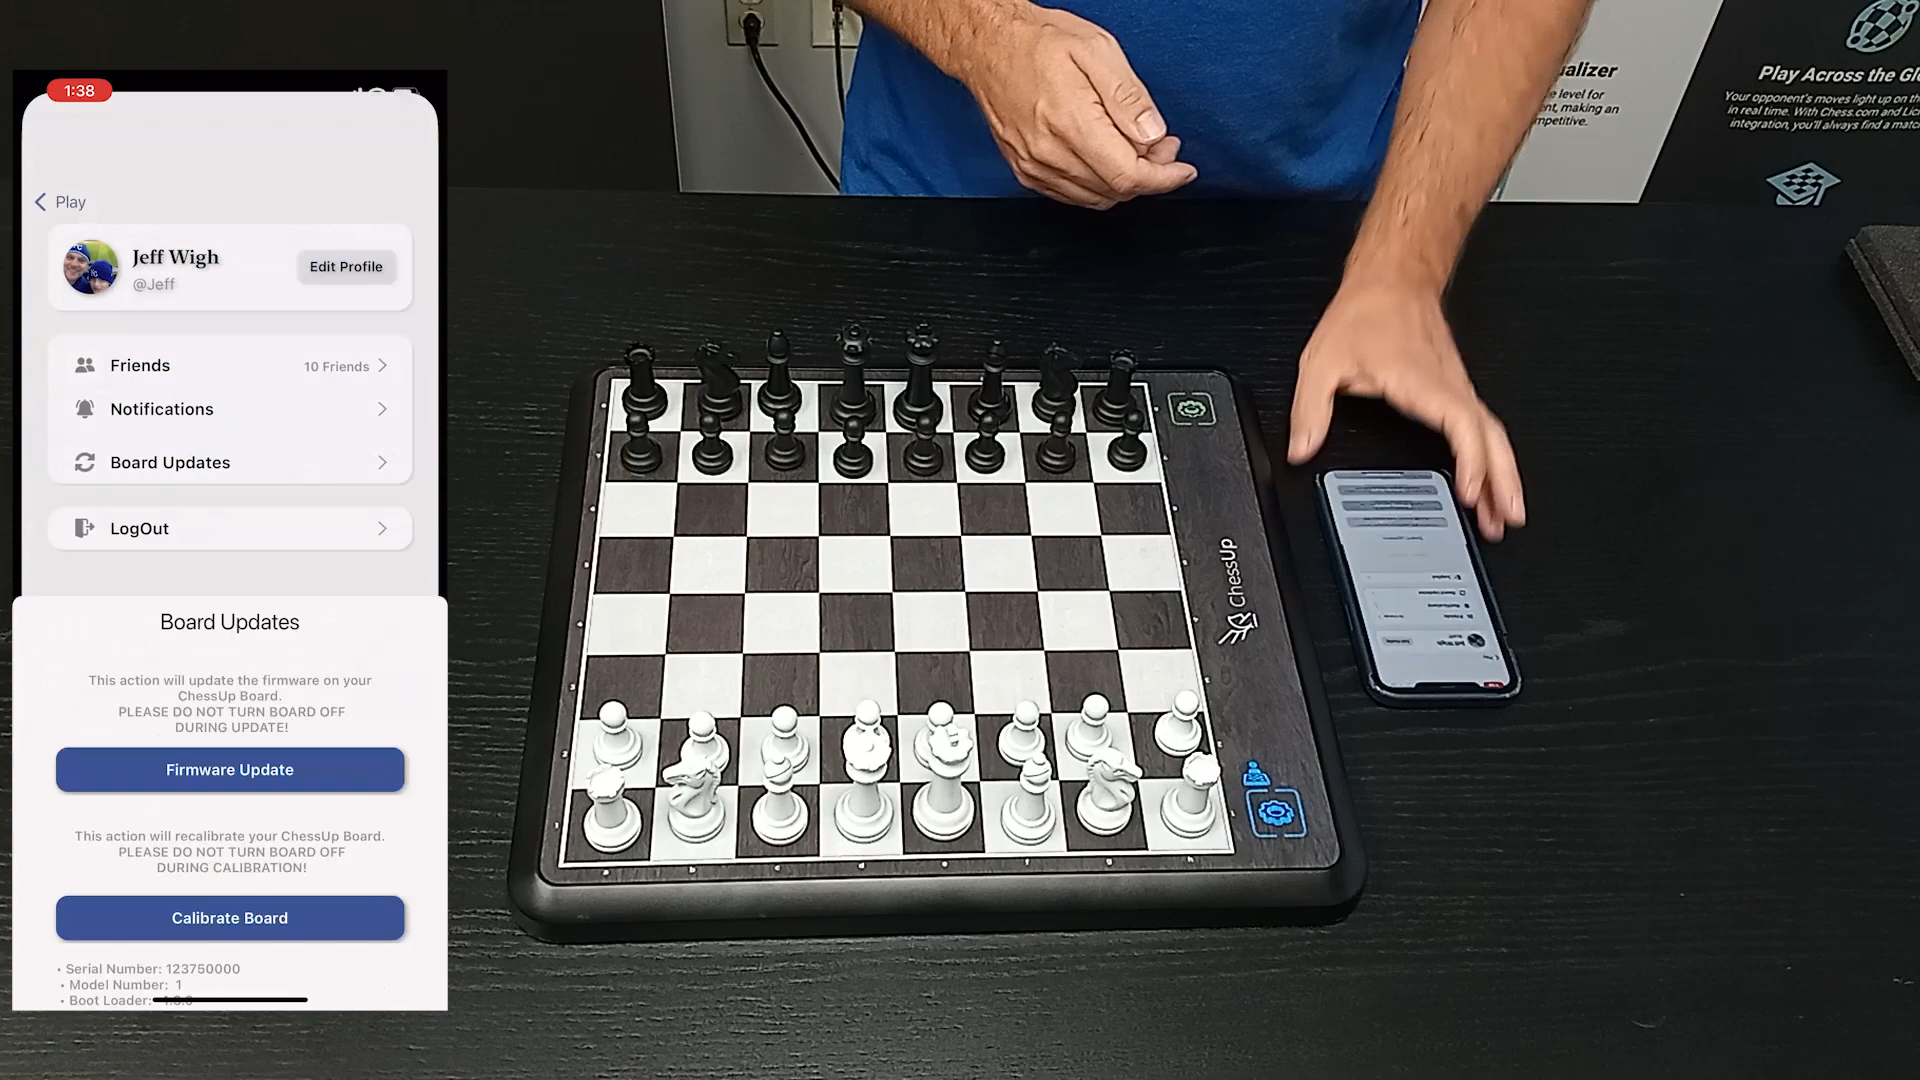 1:38
Play
Jeff Wigh
@Jeff
Edit Profile
Friends
10 Friends
Notifications
Board Updates
LogOut
Board Updates
This action will update the firmware on your
ChessUp Board.
PLEASE DO NOT TURN BOARD OFF
DURING UPDATE!
Firmware Update
This action will recalibrate your ChessUp Board.
PLEASE DO NOT TURN BOARD OFF
DURING CALIBRATION!
Calibrate Board
• Serial Number: 123750000
• Model Number: 1
• Boot Loader:
ChessUp
a b c d e f g h
level for
making an
Play Across the
Your opponent's moves light up on
in real time. With Chess.com and
integration, you'll always find a